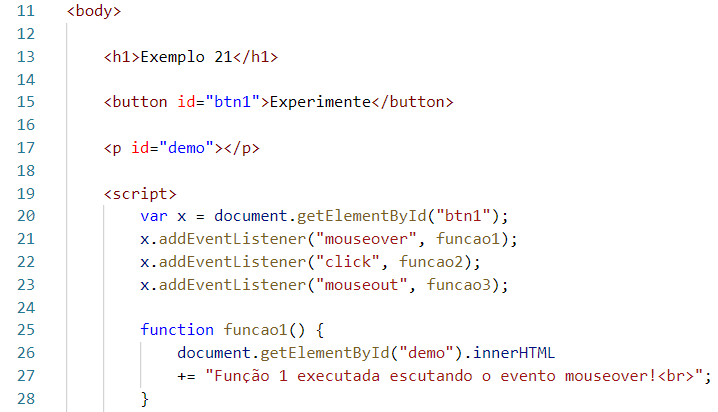 11 <body>
12
13 <h1>Exemplo 21</h1>
14
15 <button id="btn1">Experimente</button>
16
17 <p id="demo"></p>
18
19 <script>
20 var x = document.getElementById("btn1");
21 x.addEventListener("mouseover", funcao1);
22 x.addEventListener("click", funcao2);
23 x.addEventListener("mouseout", funcao3);
24
25 function funcao1() {
26 document.getElementById("demo").innerHTML
27 += "Função 1 executada escutando o evento mouseover!<br>";
28 }